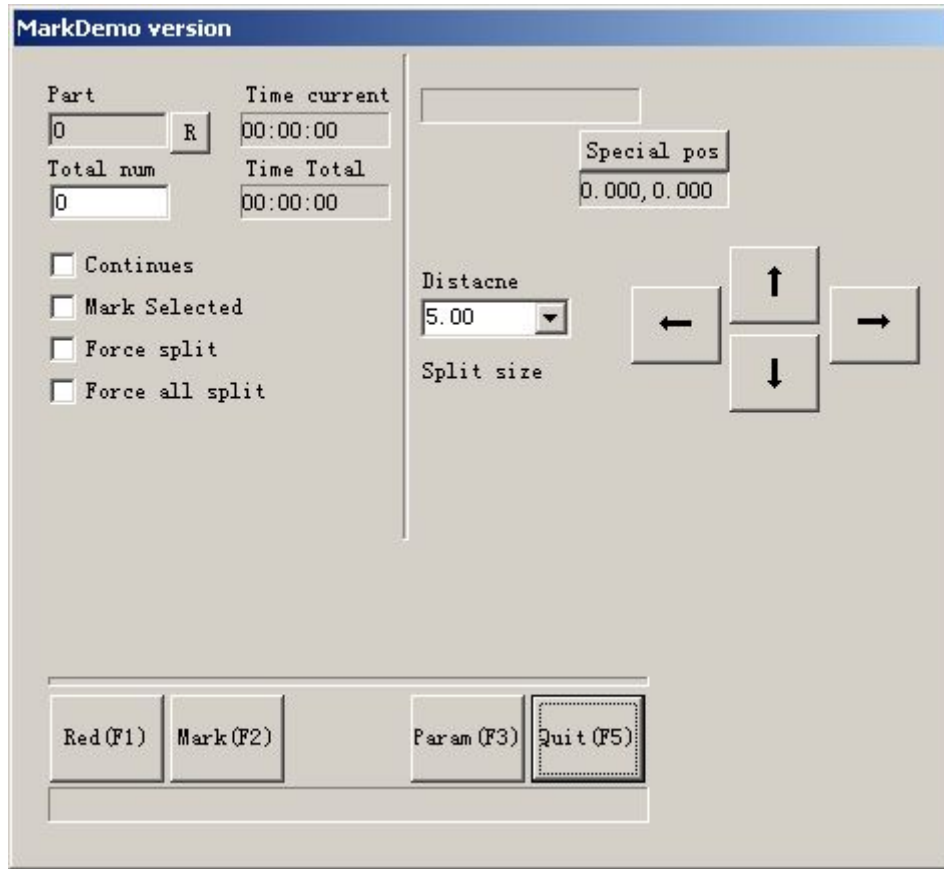 MarkDemo version
Part
Time current
0
R
00:00:00
Total num
Time Total
0
00:00:00
Continues
Mark Selected
Force split
Force all split
Special pos
0.000,0.000
Distacne
5.00
Split size
Red(F1)
Mark(F2)
Param(F3)
Quit(F5)